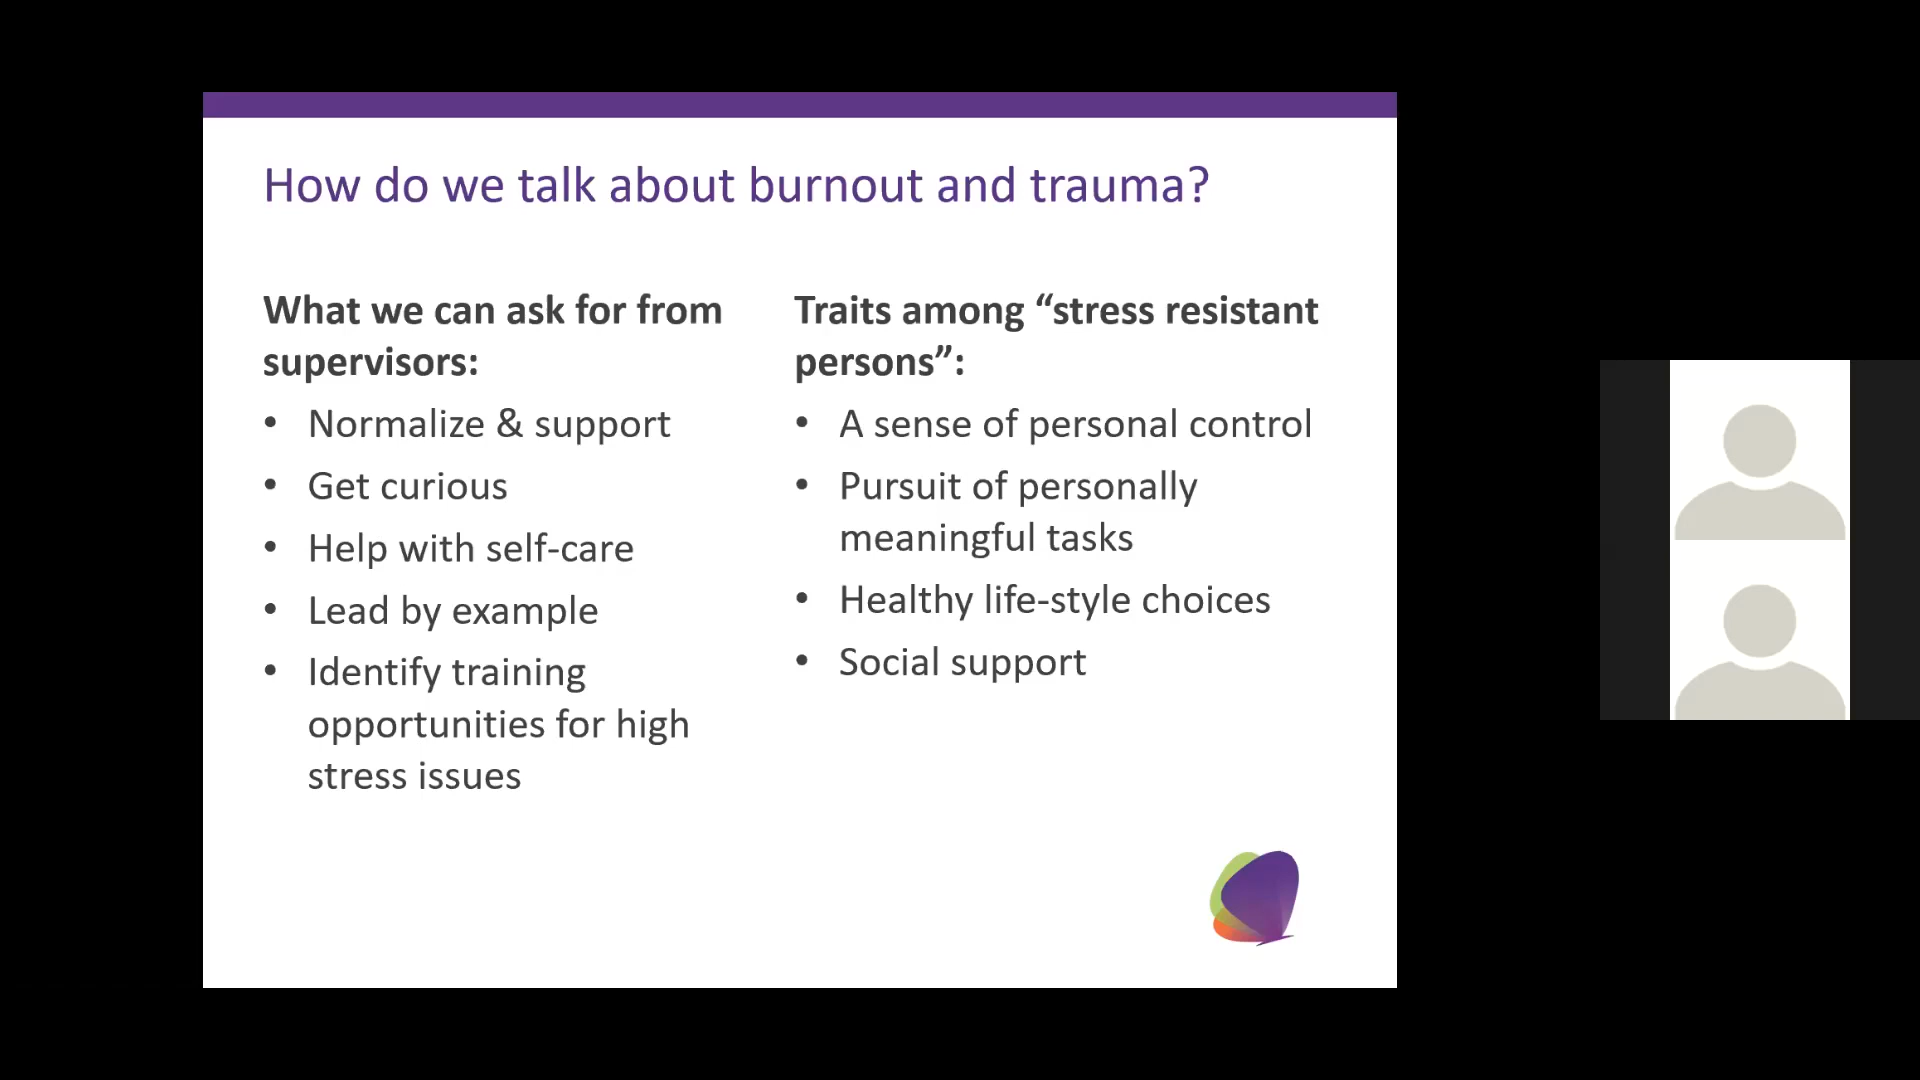 How do we talk about burnout and trauma?
What we can ask for from
supervisors:
• Normalize & support
• Get curious
• Help with self-care
• Lead by example
• Identify training
opportunities for high
stress issues
Traits among “stress resistant
persons”:
• A sense of personal control
• Pursuit of personally
meaningful tasks
• Healthy life-style choices
• Social support